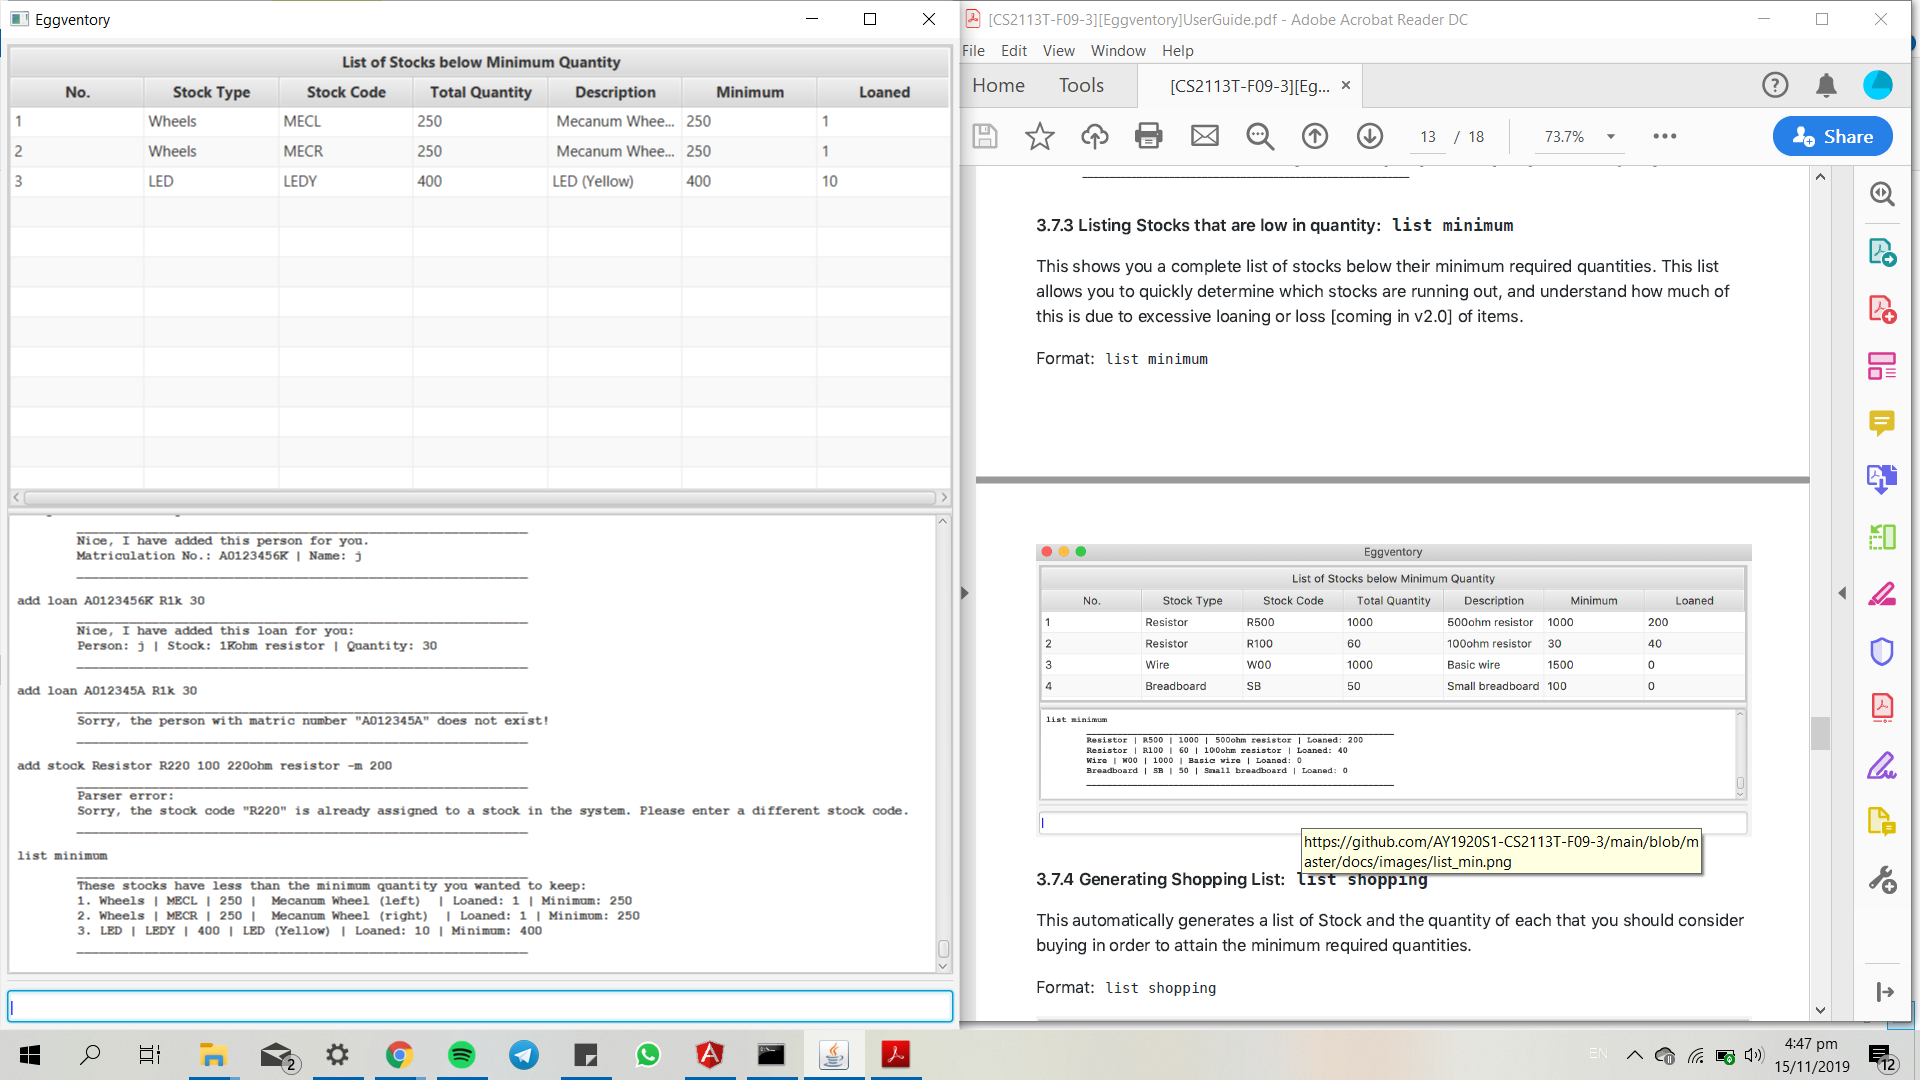 Eggventory
List of Stocks below Minimum Quantity
No. Stock Type Stock Code Total Quantity Description Minimum Loaned
1 Wheels MECL 250 Mecanum Whee... 250 1
2 Wheels MECR 250 Mecanum Whee... 250 1
3 LED LEDY 400 LED (Yellow) 400 10
Nice, I have added this person for you.
Matriculation No.: A0123456K | Name: j
add loan A0123456K R1k 30
Nice, I have added this loan for you:
Person: j | Stock: 1Kohm resistor | Quantity: 30
add loan A012345A R1k 30
Sorry, the person with matric number "A012345A" does not exist!
add stock Resistor R220 100 220ohm resistor -m 200
Parser error:
Sorry, the stock code "R220" is already assigned to a stock in the system. Please enter a different stock code.
list minimum
These stocks have less than the minimum quantity you wanted to keep:
1. Wheels | MECL | 250 | Mecanum Wheel (left) | Loaned: 1 | Minimum: 250
2. Wheels | MECR | 250 | Mecanum Wheel (right) | Loaned: 1 | Minimum: 250
3. LED | LEDY | 400 | LED (Yellow) | Loaned: 10 | Minimum: 400
[CS2113T-F09-3][Eggventory]UserGuide.pdf - Adobe Acrobat Reader DC
File Edit View Window Help
Home Tools [CS2113T-F09-3][Eg... ×
13 / 18 73.7% Share
3.7.3 Listing Stocks that are low in quantity: list minimum
This shows you a complete list of stocks below their minimum required quantities. This list
allows you to quickly determine which stocks are running out, and understand how much of
this is due to excessive loaning or loss [coming in v2.0] of items.
Format: list minimum
Eggventory
List of Stocks below Minimum Quantity
No. Stock Type Stock Code Total Quantity Description Minimum Loaned
1 Resistor R500 1000 500ohm resistor 1000 200
2 Resistor R100 60 100ohm resistor 30 40
3 Wire W00 1000 Basic wire 1500 0
4 Breadboard SB 50 Small breadboard 100 0
list minimum
Resistor | R500 | 1000 | 500ohm resistor | Loaned: 200
Resistor | R100 | 60 | 100ohm resistor | Loaned: 40
Wire | W00 | 1000 | Basic wire | Loaned: 0
Breadboard | SB | 50 | Small breadboard | Loaned: 0
https://github.com/AY1920S1-CS2113T-F09-3/main/blob/m
aster/docs/images/list_min.png
3.7.4 Generating Shopping List: list shopping
This automatically generates a list of Stock and the quantity of each that you should consider
buying in order to attain the minimum required quantities.
Format: list shopping
2
EN
4:47 pm
15/11/2019
12